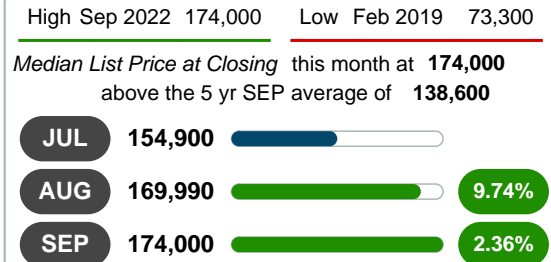 High Sep 2022 174,000 Low Feb 2019 73,300
Median List Price at Closing this month at 174,000
above the 5 yr SEP average of 138,600
JUL 154,900
AUG 169,990 9.74%
SEP 174,000 2.36%